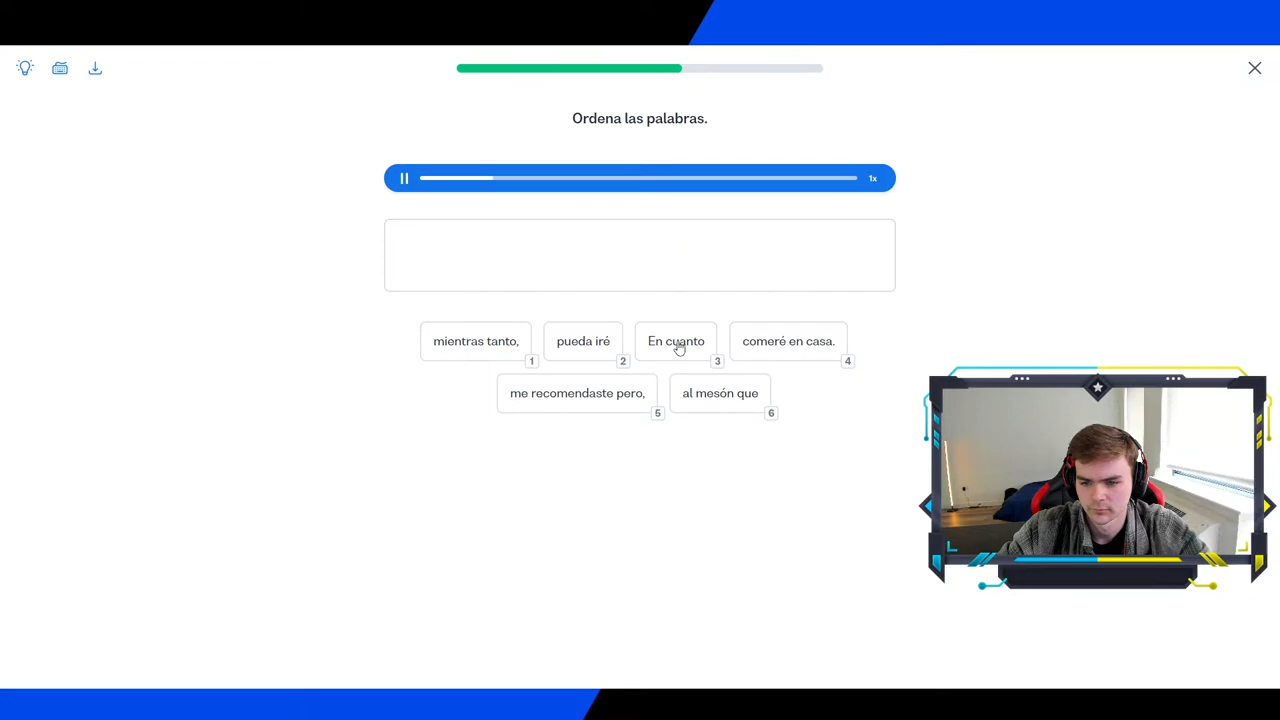 Ordena las palabras.
1x
mientras tanto, 1 pueda iré 2 En cuanto 3 comeré en casa. 4
me recomendaste pero, 5 al mesón que 6